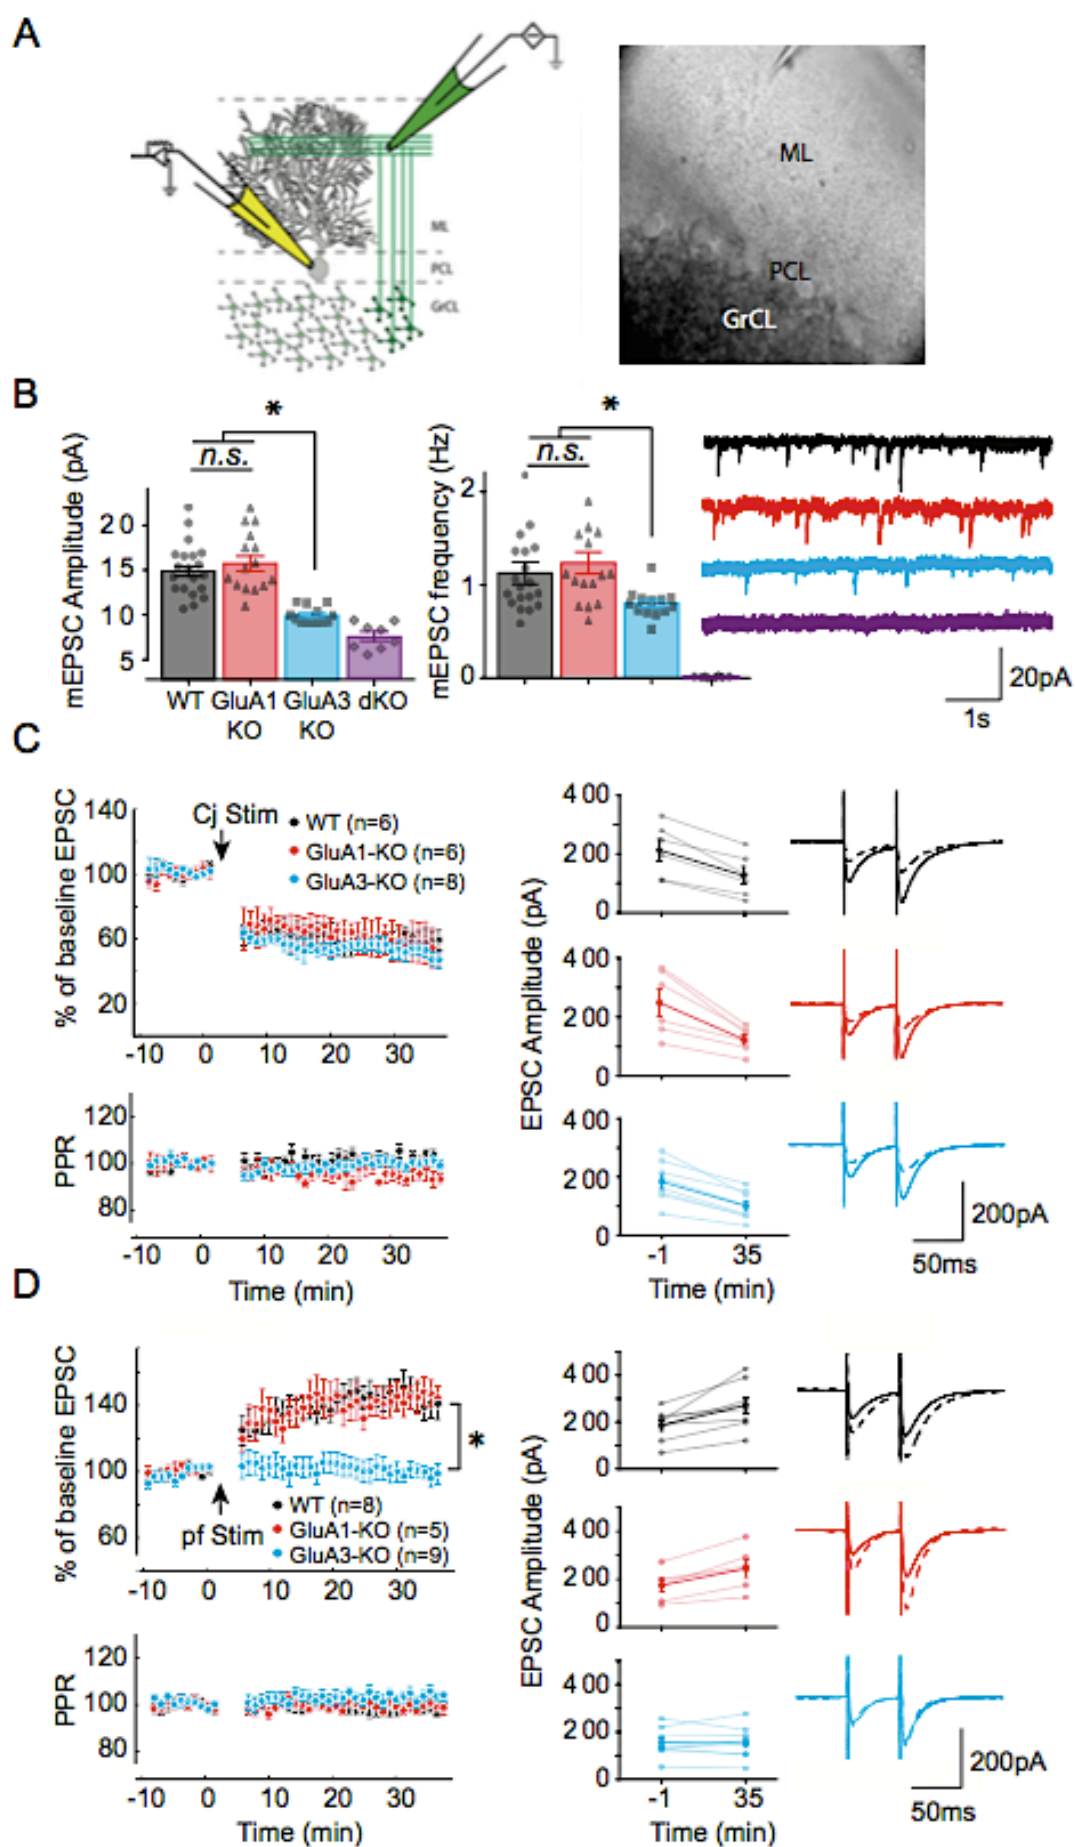 A
ML
PCL
GrCL
ML
PCL
GrCL
B
mEPSC Amplitude (pA)
20
15
10
5
n.s.
*
WT
GluA1
KO
GluA3
KO
dKO
mEPSC frequency (Hz)
2
1
0
n.s.
*
20pA
1s
C
% of baseline EPSC
140
100
60
20
Cj Stim
WT (n=6)
GluA1-KO (n=6)
GluA3-KO (n=8)
-10 0 10 20 30
PPR
120
100
80
-10 0 10 20 30
Time (min)
EPSC Amplitude (pA)
400
200
0
400
200
0
400
200
0
-1 35
Time (min)
200pA
50ms
D
% of baseline EPSC
140
100
60
pf Stim
*
WT (n=8)
GluA1-KO (n=5)
GluA3-KO (n=9)
-10 0 10 20 30
PPR
120
100
80
-10 0 10 20 30
Time (min)
EPSC Amplitude (pA)
400
200
0
400
200
0
400
200
0
-1 35
Time (min)
200pA
50ms